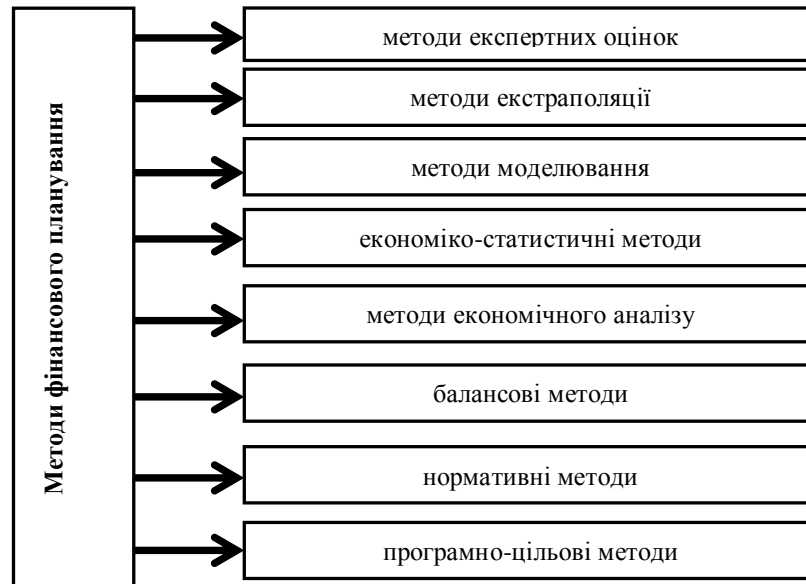 Методи фінансового планування
методи експертних оцінок
методи екстраполяції
методи моделювання
економіко-статистичні методи
методи економічного аналізу
балансові методи
нормативні методи
програмно-цільові методи